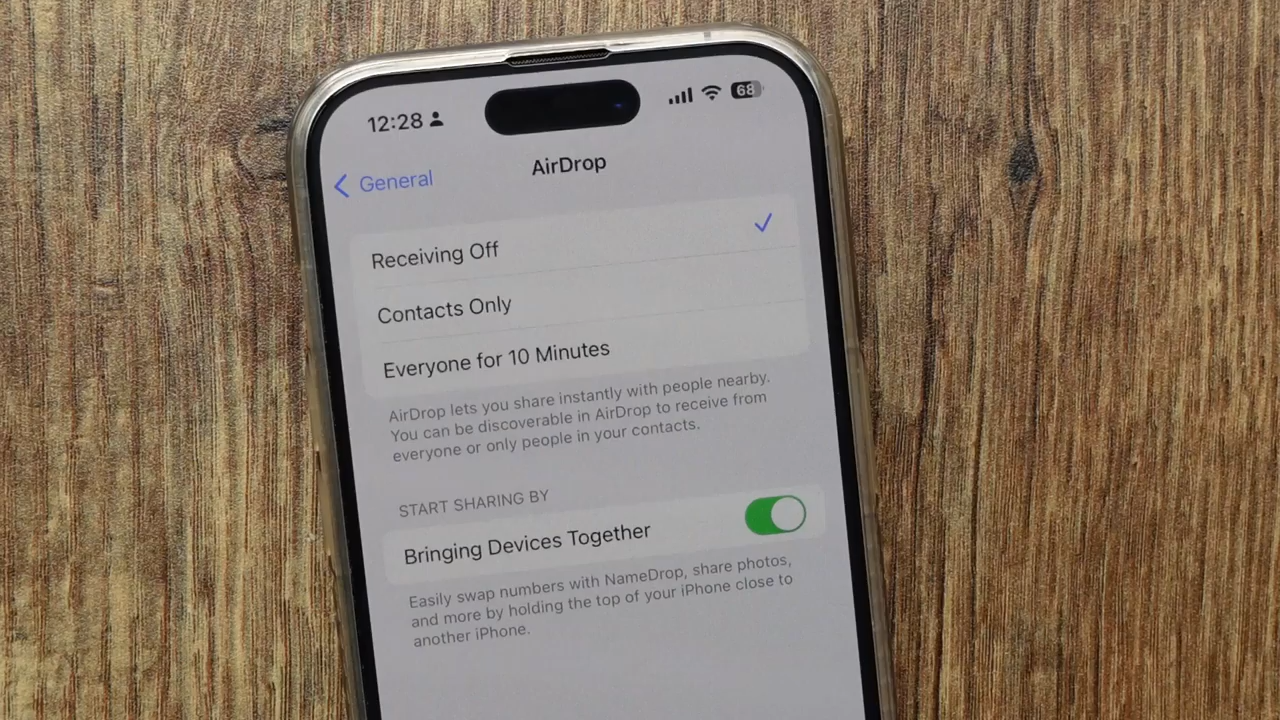 12:28
68
General
AirDrop
Receiving Off
Contacts Only
Everyone for 10 Minutes
AirDrop lets you share instantly with people nearby.
You can be discoverable in AirDrop to receive from
everyone or only people in your contacts.
START SHARING BY
Bringing Devices Together
Easily swap numbers with NameDrop, share photos,
and more by holding the top of your iPhone close to
another iPhone.